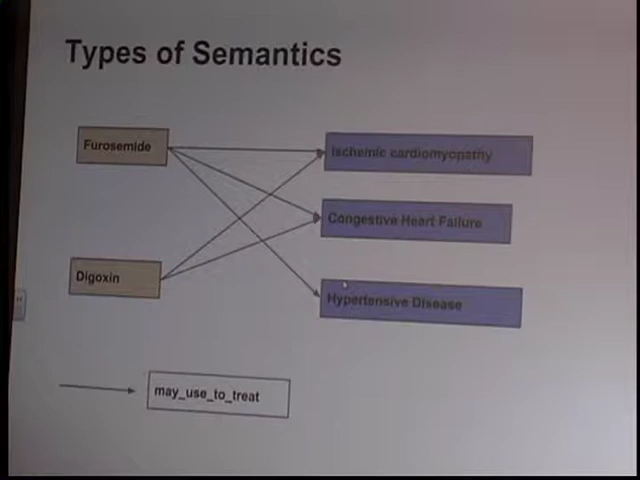 Types of Semantics
Furosemide
Ischemic cardiomyopathy
Congestive Heart Failure
Digoxin
Hypertensive Disease
may_use_to_treat